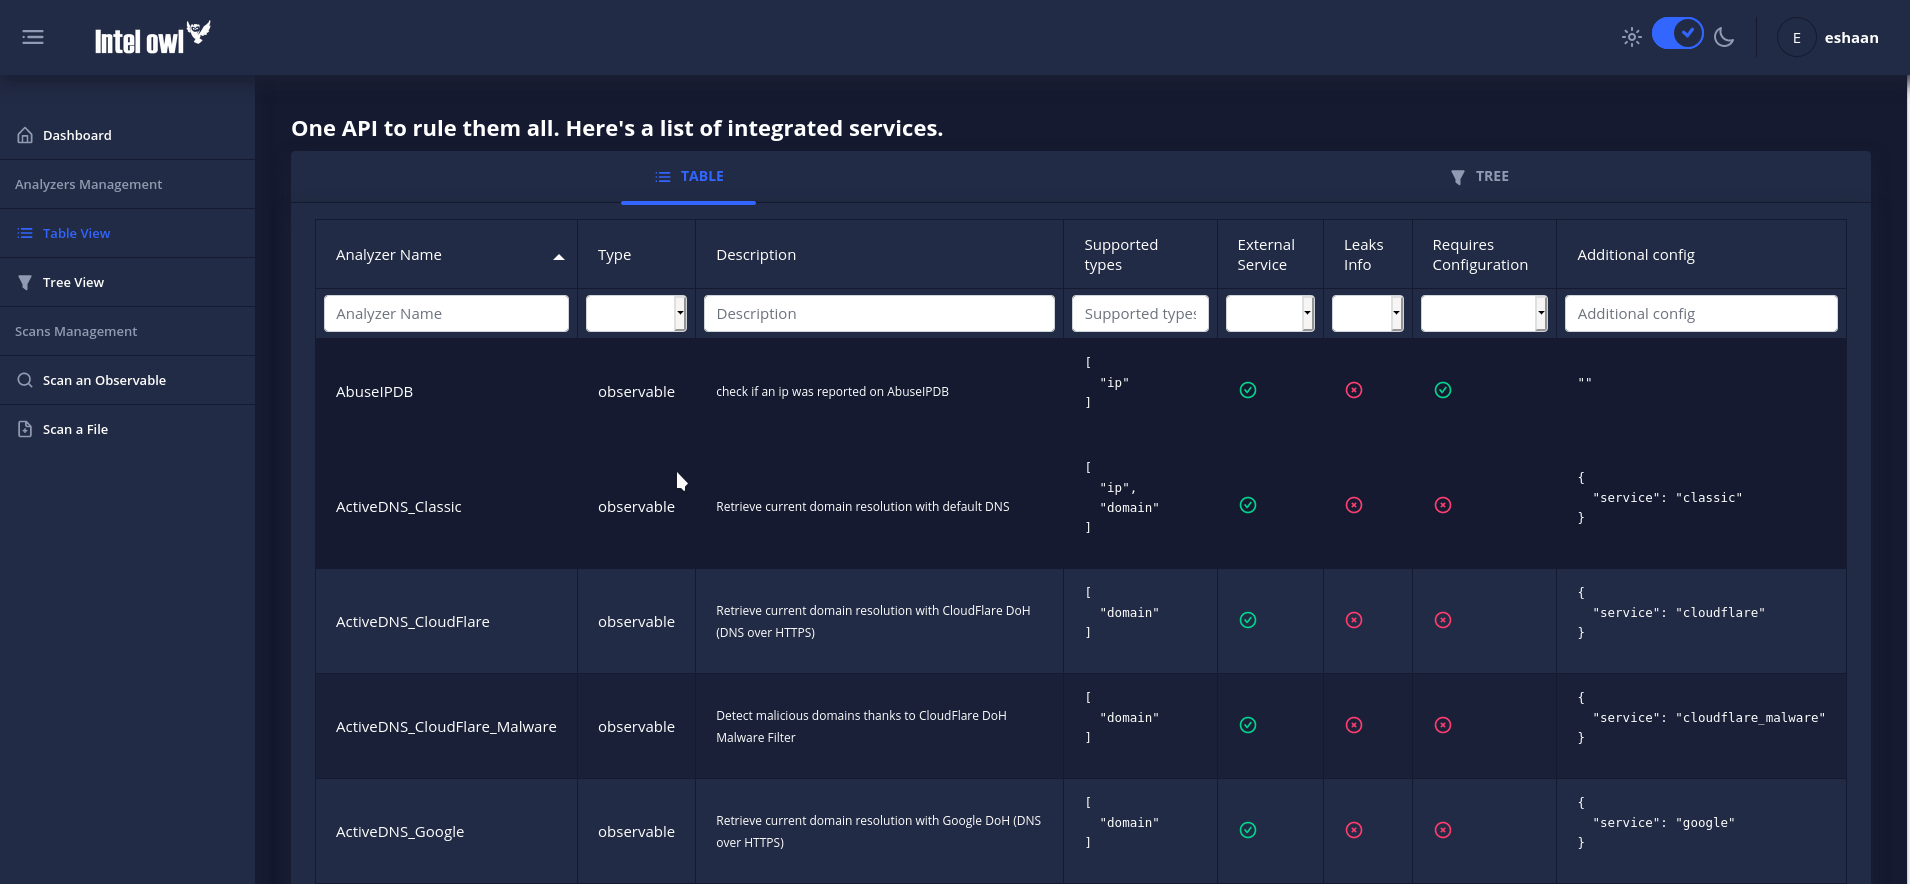 Intel owl
E
eshaan
Dashboard
Analyzers Management
Table View
Tree View
Scans Management
Scan an Observable
Scan a File
One API to rule them all. Here's a list of integrated services.
TABLE
TREE
Analyzer Name
Type
Description
Supported
types
External
Service
Leaks
Info
Requires
Configuration
Additional config
Analyzer Name
Description
Supported types
Additional config
AbuseIPDB
observable
check if an ip was reported on AbuseIPDB
[
"ip"
]
""
ActiveDNS_Classic
observable
Retrieve current domain resolution with default DNS
[
"ip",
"domain"
]
{
"service": "classic"
}
ActiveDNS_CloudFlare
observable
Retrieve current domain resolution with CloudFlare DoH
(DNS over HTTPS)
[
"domain"
]
{
"service": "cloudflare"
}
ActiveDNS_CloudFlare_Malware
observable
Detect malicious domains thanks to CloudFlare DoH
Malware Filter
[
"domain"
]
{
"service": "cloudflare_malware"
}
ActiveDNS_Google
observable
Retrieve current domain resolution with Google DoH (DNS
over HTTPS)
[
"domain"
]
{
"service": "google"
}